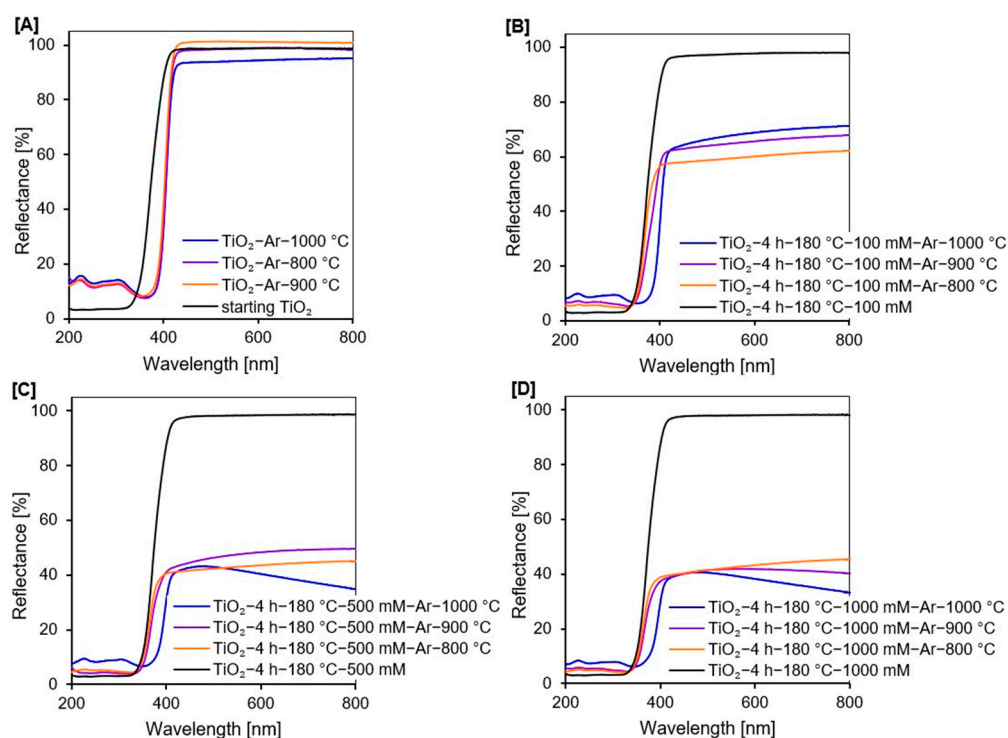 [A]
100
80
60
40
20
0
Reflectance [%]
TiO₂–Ar–1000 °C
TiO₂–Ar–800 °C
TiO₂–Ar–900 °C
starting TiO₂
200 400 600 800
Wavelength [nm]
[B]
100
80
60
40
20
0
Reflectance [%]
TiO₂–4 h–180 °C–100 mM–Ar–1000 °C
TiO₂–4 h–180 °C–100 mM–Ar–900 °C
TiO₂–4 h–180 °C–100 mM–Ar–800 °C
TiO₂–4 h–180 °C–100 mM
200 400 600 800
Wavelength [nm]
[C]
100
80
60
40
20
0
Reflectance [%]
TiO₂–4 h–180 °C–500 mM–Ar–1000 °C
TiO₂–4 h–180 °C–500 mM–Ar–900 °C
TiO₂–4 h–180 °C–500 mM–Ar–800 °C
TiO₂–4 h–180 °C–500 mM
200 400 600 800
Wavelength [nm]
[D]
100
80
60
40
20
0
Reflectance [%]
TiO₂–4 h–180 °C–1000 mM–Ar–1000 °C
TiO₂–4 h–180 °C–1000 mM–Ar–900 °C
TiO₂–4 h–180 °C–1000 mM–Ar–800 °C
TiO₂–4 h–180 °C–1000 mM
200 400 600 800
Wavelength [nm]